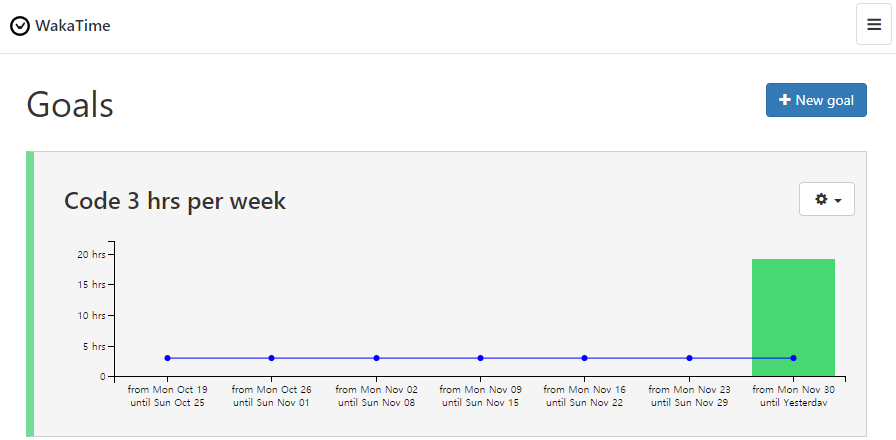 WakaTime
Goals
New goal
Code 3 hrs per week
20 hrs
15 hrs
10 hrs
5 hrs
0
from Mon Oct 19
until Sun Oct 25
from Mon Oct 26
until Sun Nov 01
from Mon Nov 02
until Sun Nov 08
from Mon Nov 09
until Sun Nov 15
from Mon Nov 16
until Sun Nov 22
from Mon Nov 23
until Sun Nov 29
from Mon Nov 30
until Yesterday